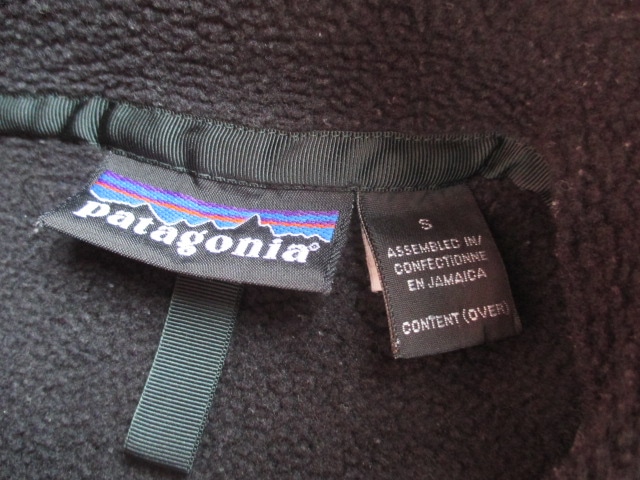 patagonia®
S
ASSEMBLED IN/
CONFECTIONNE
EN JAMAICA
CONTENT (OVER)